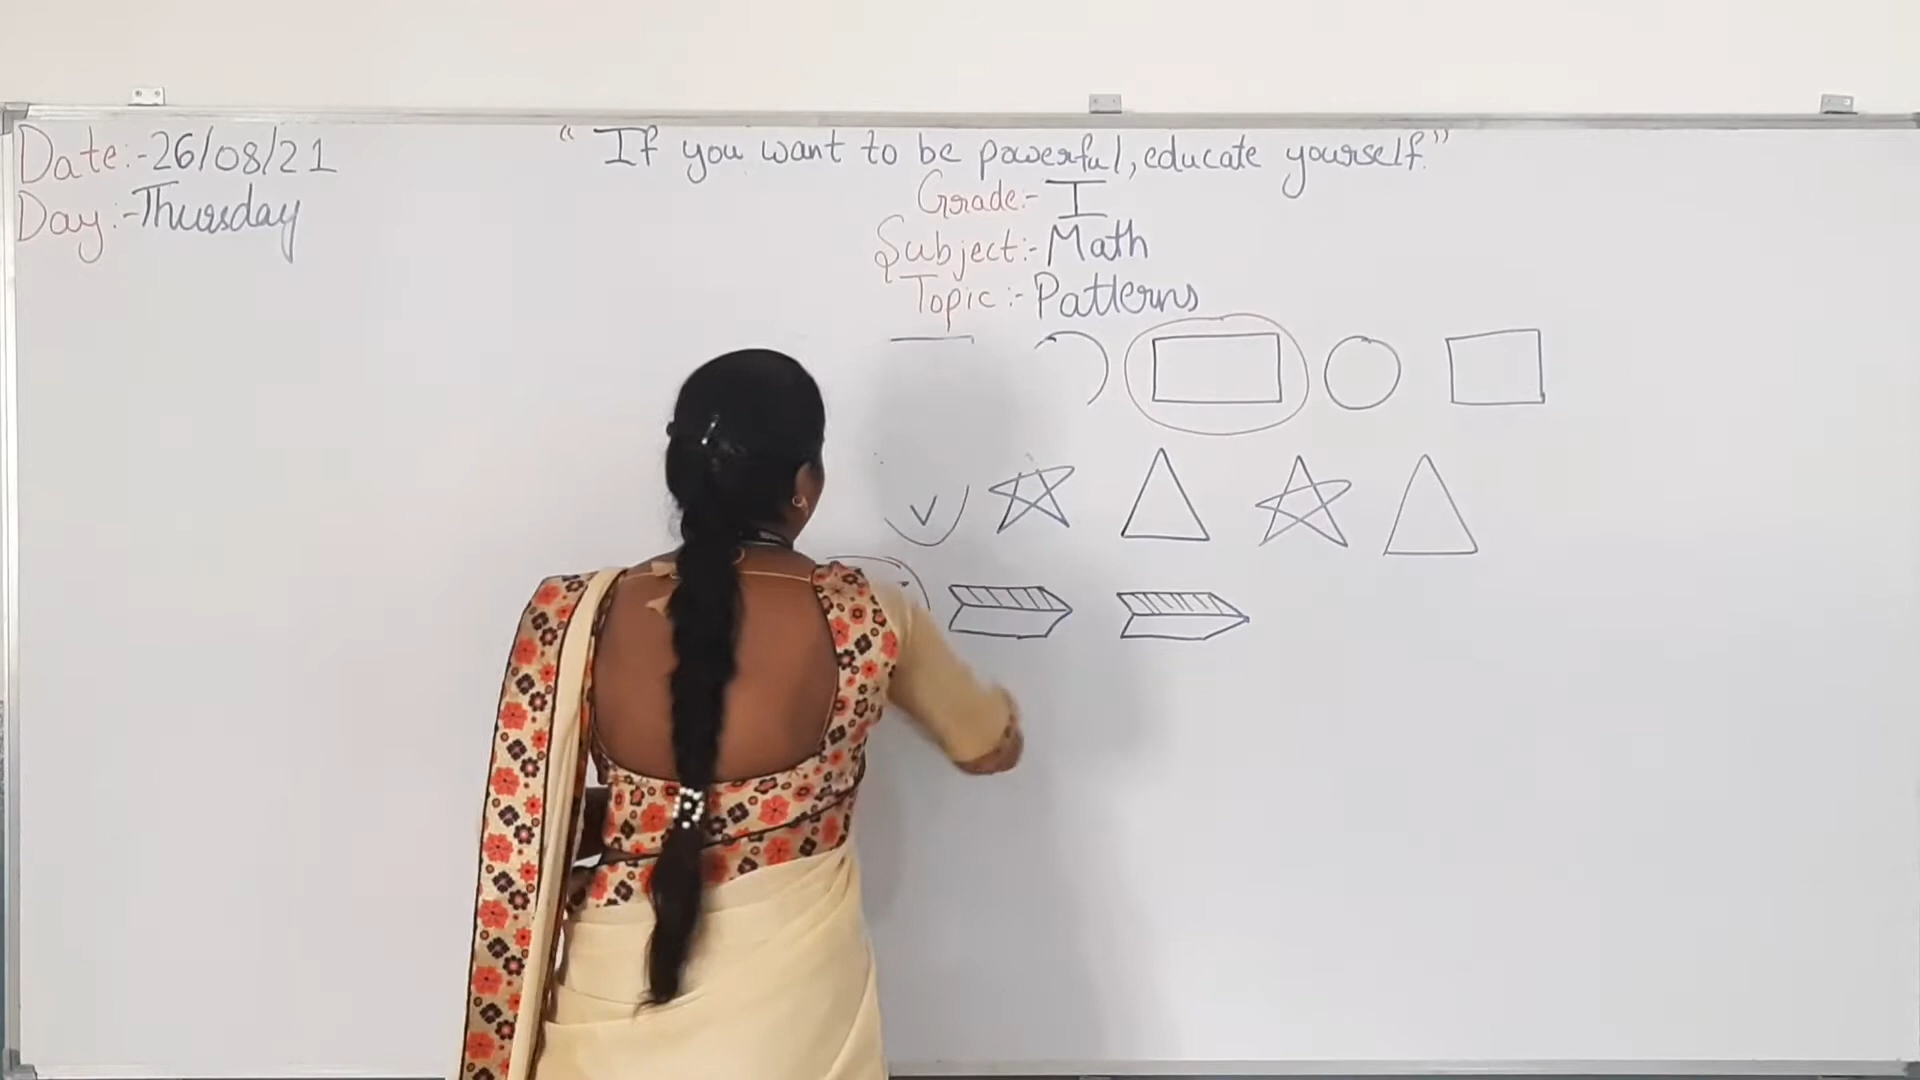 Date:-26/08/21
Day:-Thursday
"If you want to be powerful, educate yourself."
Grade:- I
Subject:- Math
Topic:- Patterns